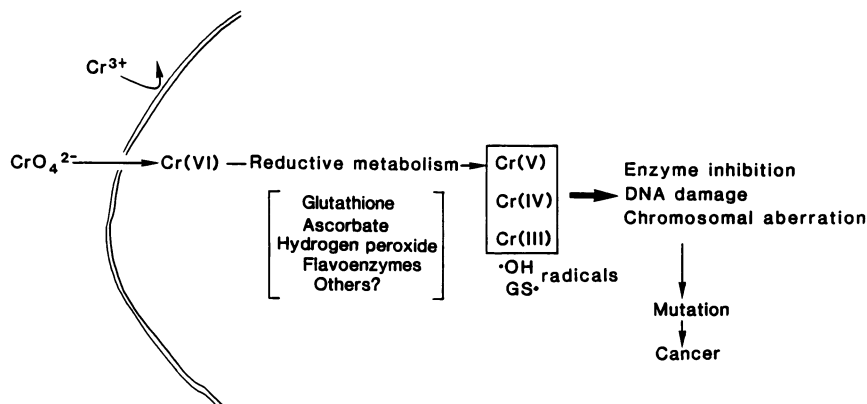 Cr³⁺
CrO₄²⁻ Cr(VI) Reductive metabolism Cr(V)
Glutathione
Ascorbate
Hydrogen peroxide
Flavoenzymes
Others?
Cr(IV)
Cr(III)
·OH
GS·
radicals
Enzyme inhibition
DNA damage
Chromosomal aberration
Mutation
Cancer